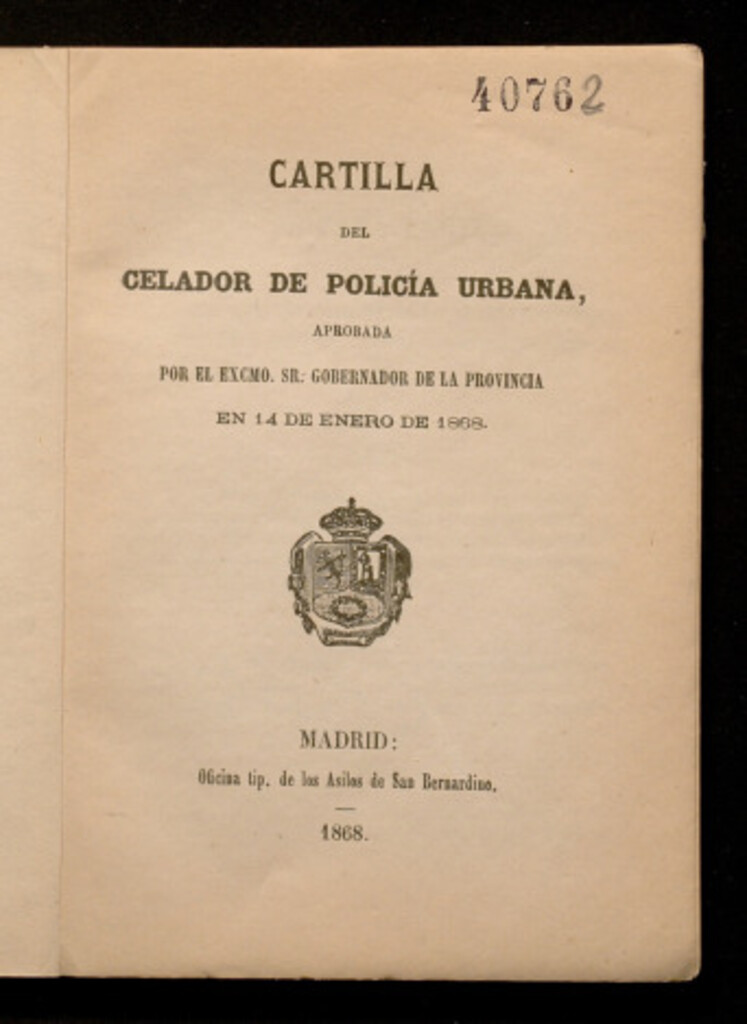 40762
CARTILLA
DEL
CELADOR DE POLICÍA URBANA,
APROBADA
POR EL EXCMO. SR. GOBERNADOR DE LA PROVINCIA
EN 14 DE ENERO DE 1868.
MADRID:
Oficina tip. de los Asilos de San Bernardino.
1868.